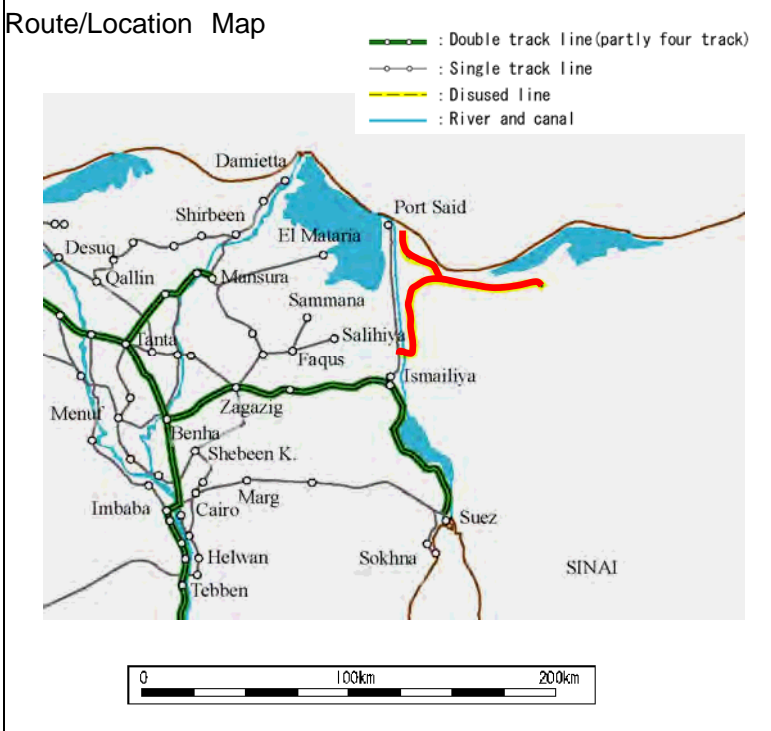 Route/Location Map
: Double track line(partly four track)
: Single track line
: Disused line
: River and canal
Damietta
Port Said
Shirbeen
El Mataria
Desuq
Qallin
Mansura
Sammana
Tanta
Salihiya
Faqus
Ismailiya
Menuf
Zagazig
Benha
Shebeen K.
Marg
Imbaba
Cairo
Suez
Sokhna
Helwan
SINAI
Tebben
0 100km 200km